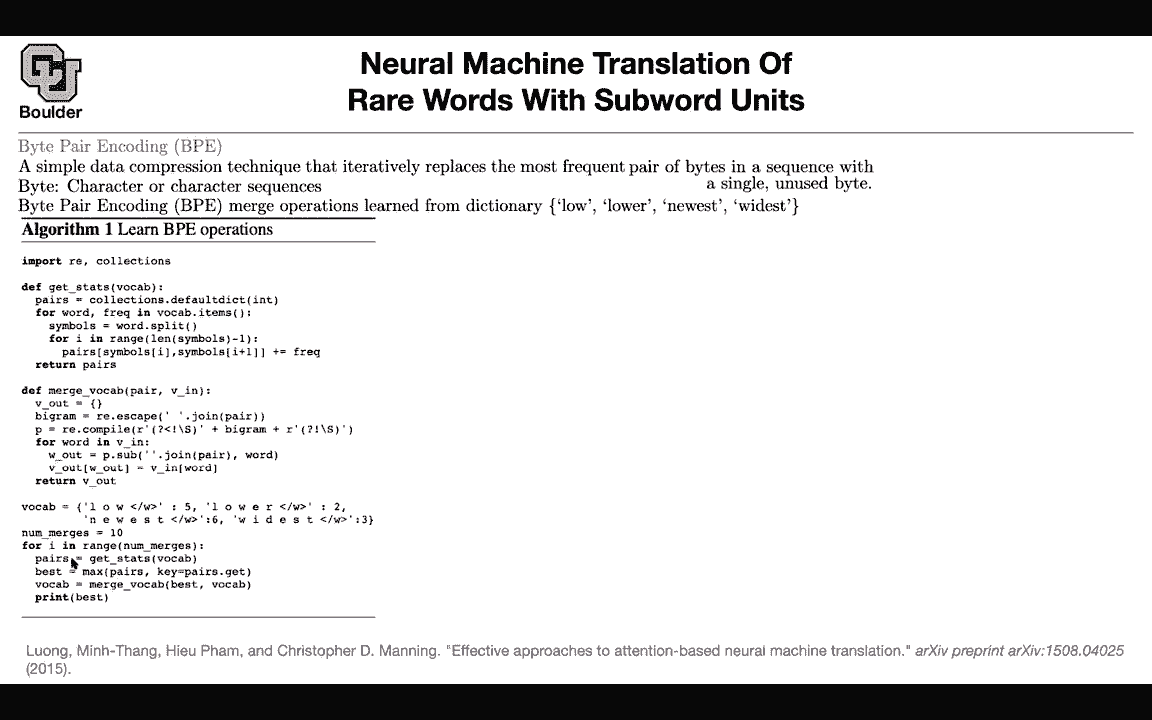 Boulder
Neural Machine Translation Of
Rare Words With Subword Units
Byte Pair Encoding (BPE)
A simple data compression technique that iteratively replaces the most frequent pair of bytes in a sequence with
a single, unused byte.
Byte: Character or character sequences
Byte Pair Encoding (BPE) merge operations learned from dictionary {‘low’, ‘lower’, ‘newest’, ‘widest’}
Algorithm 1 Learn BPE operations
import re, collections
def get_stats(vocab):
  pairs = collections.defaultdict(int)
  for word, freq in vocab.items():
    symbols = word.split()
    for i in range(len(symbols)-1):
      pairs[symbols[i],symbols[i+1]] += freq
  return pairs
def merge_vocab(pair, v_in):
  v_out = {}
  bigram = re.escape(' '.join(pair))
  p = re.compile(r'(?<!\S)' + bigram + r'(?!\S)')
  for word in v_in:
    w_out = p.sub(''.join(pair), word)
    v_out[w_out] = v_in[word]
  return v_out
vocab = {'l o w </w>' : 5, 'l o w e r </w>' : 2,
         'n e w e s t </w>':6, 'w i d e s t </w>':3}
num_merges = 10
for i in range(num_merges):
  pairs = get_stats(vocab)
  best = max(pairs, key=pairs.get)
  vocab = merge_vocab(best, vocab)
  print(best)
Luong, Minh-Thang, Hieu Pham, and Christopher D. Manning. "Effective approaches to attention-based neural machine translation." arXiv preprint arXiv:1508.04025
(2015).